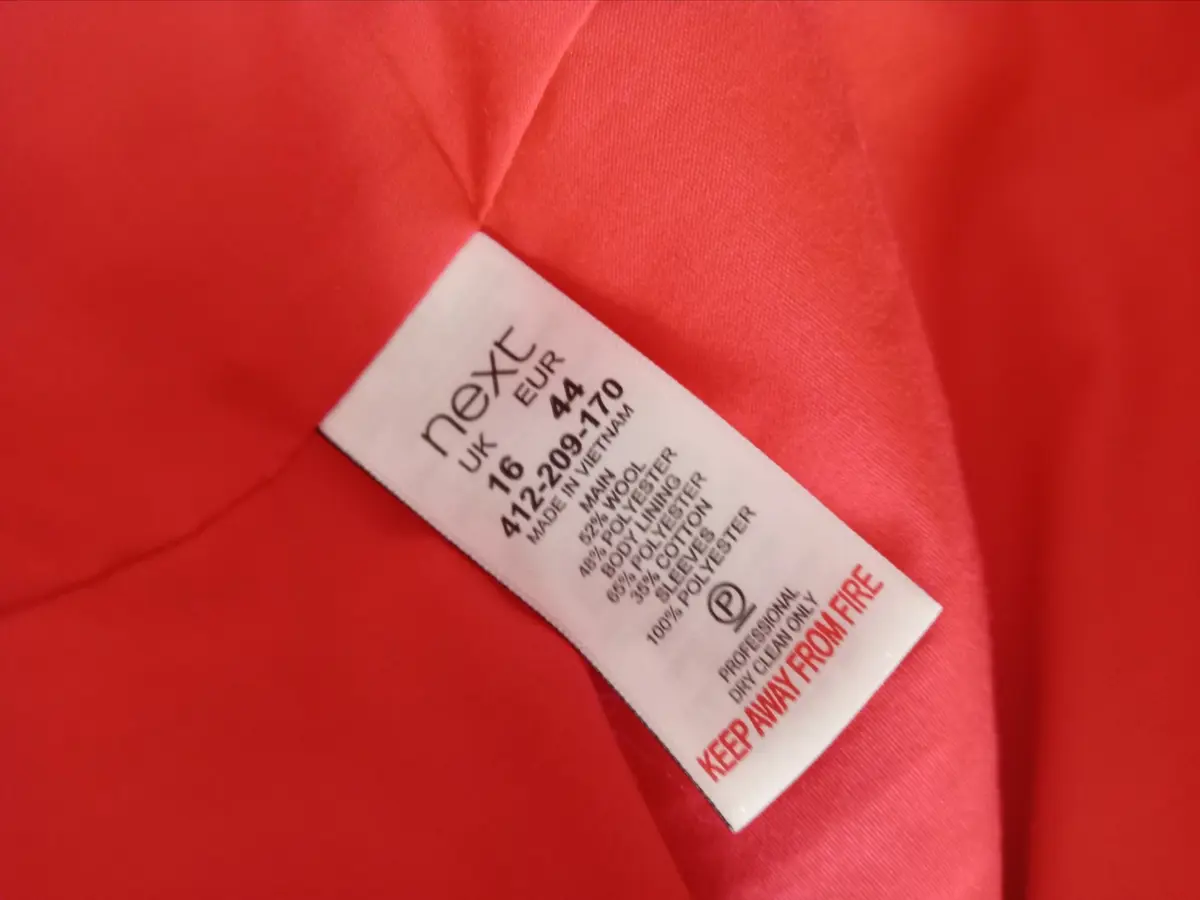 next
UK EUR
16 44
412-209-170
MADE IN VIETNAM
MAIN
52% WOOL
48% POLYESTER
BODY LINING
65% POLYESTER
35% COTTON
SLEEVES
100% POLYESTER
P
PROFESSIONAL
DRY CLEAN ONLY
KEEP AWAY FROM FIRE